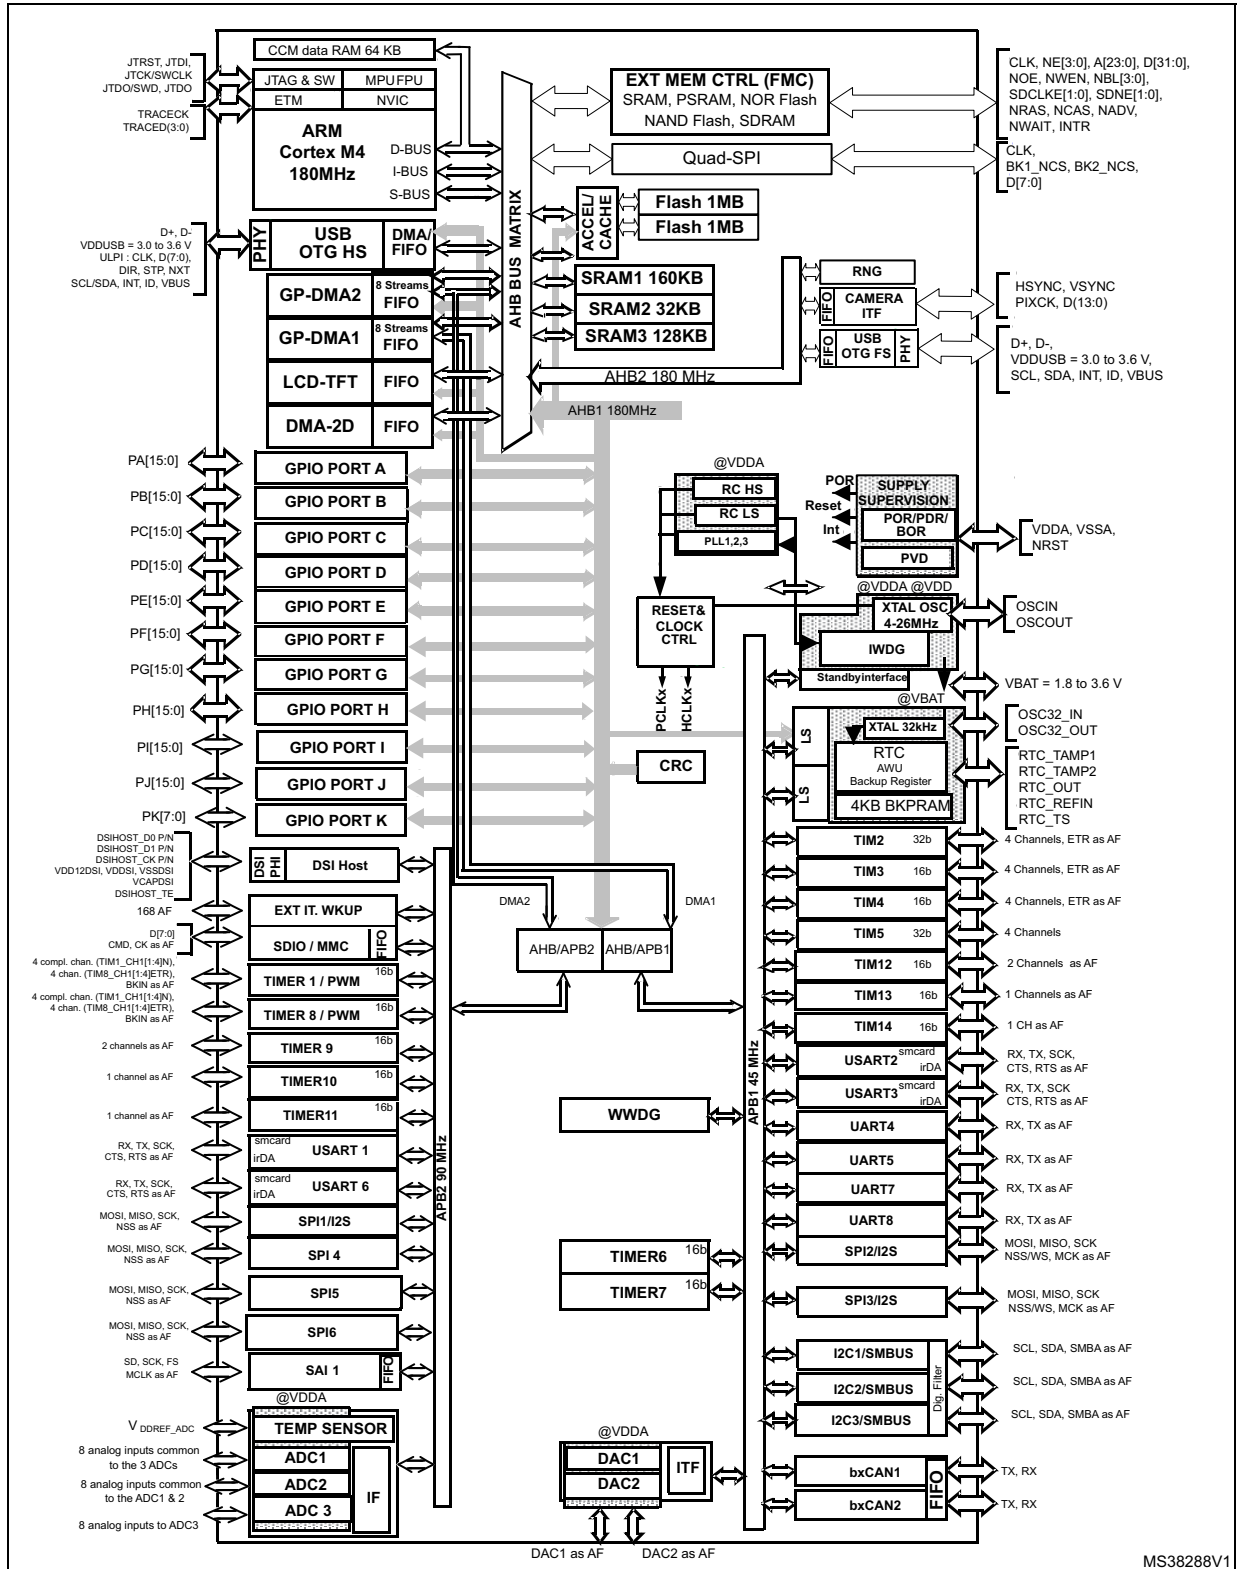 CCM data RAM 64 KB
JTRST, JTDI,
JTCK/SWCLK
JTDO/SWD, JTDO
TRACECK
TRACED(3:0)
JTAG & SW
MPU FPU
ETM
NVIC
ARM
Cortex M4
180MHz
D-BUS
I-BUS
S-BUS
AHB BUS MATRIX
EXT MEM CTRL (FMC)
SRAM, PSRAM, NOR Flash
NAND Flash, SDRAM
CLK, NE[3:0], A[23:0], D[31:0],
NOE, NWEN, NBL[3:0],
SDCLKE[1:0], SDNE[1:0],
NRAS, NCAS, NADV,
NWAIT, INTR
Quad-SPI
CLK,
BK1_NCS, BK2_NCS,
D[7:0]
ACCEL/
CACHE
Flash 1MB
Flash 1MB
D+, D-
VDDUSB = 3.0 to 3.6 V
ULPI : CLK, D(7:0),
DIR, STP, NXT
SCL/SDA, INT, ID, VBUS
PHY
USB
OTG HS
DMA/
FIFO
GP-DMA2
8 Streams
FIFO
GP-DMA1
8 Streams
FIFO
LCD-TFT
FIFO
DMA-2D
FIFO
SRAM1 160KB
SRAM2 32KB
SRAM3 128KB
RNG
FIFO
CAMERA
ITF
HSYNC, VSYNC
PIXCK, D(13:0)
FIFO
USB
OTG FS
PHY
D+, D-,
VDDUSB = 3.0 to 3.6 V,
SCL, SDA, INT, ID, VBUS
AHB2 180 MHz
AHB1 180MHz
PA[15:0]
GPIO PORT A
PB[15:0]
GPIO PORT B
PC[15:0]
GPIO PORT C
PD[15:0]
GPIO PORT D
PE[15:0]
GPIO PORT E
PF[15:0]
GPIO PORT F
PG[15:0]
GPIO PORT G
PH[15:0]
GPIO PORT H
PI[15:0]
GPIO PORT I
PJ[15:0]
GPIO PORT J
PK[7:0]
GPIO PORT K
@VDDA
RC HS
RC LS
PLL1,2,3
POR
Reset
Int
SUPPLY
SUPERVISION
POR/PDR/
BOR
PVD
VDDA, VSSA,
NRST
@VDDA @VDD
XTAL OSC
4-26MHz
OSCIN
OSCOUT
IWDG
Standbyinterface
VBAT = 1.8 to 3.6 V
RESET&
CLOCK
CTRL
PCLKx
HCLKx
@VBAT
LS
LS
XTAL 32kHz
OSC32_IN
OSC32_OUT
RTC
AWU
Backup Register
4KB BKPRAM
RTC_TAMP1
RTC_TAMP2
RTC_OUT
RTC_REFIN
RTC_TS
CRC
DSIHOST_D0 P/N
DSIHOST_D1 P/N
DSIHOST_CK P/N
VDD12DSI, VDDSI, VSSDSI
VCAPDSI
DSIHOST_TE
DSI
PHI
DSI Host
168 AF
EXT IT. WKUP
D[7:0]
CMD, CK as AF
SDIO / MMC
FIFO
4 compl. chan. (TIM1_CH1[1:4]N),
4 chan. (TIM8_CH1[1:4]ETR),
BKIN as AF
TIMER 1 / PWM
16b
4 compl. chan. (TIM1_CH1[1:4]N),
4 chan. (TIM8_CH1[1:4]ETR),
BKIN as AF
TIMER 8 / PWM
16b
2 channels as AF
TIMER 9
16b
1 channel as AF
TIMER10
16b
1 channel as AF
TIMER11
16b
RX, TX, SCK,
CTS, RTS as AF
smcard
irDA
USART 1
RX, TX, SCK,
CTS, RTS as AF
smcard
irDA
USART 6
MOSI, MISO, SCK,
NSS as AF
SPI1/I2S
MOSI, MISO, SCK,
NSS as AF
SPI 4
MOSI, MISO, SCK,
NSS as AF
SPI5
MOSI, MISO, SCK,
NSS as AF
SPI6
SD, SCK, FS
MCLK as AF
SAI 1
FIFO
@VDDA
VDDREF_ADC
TEMP SENSOR
8 analog inputs common
to the 3 ADCs
ADC1
8 analog inputs common
to the ADC1 & 2
ADC2
8 analog inputs to ADC3
ADC 3
IF
APB2 90 MHz
DMA2
DMA1
AHB/APB2
AHB/APB1
WWDG
TIMER6
16b
TIMER7
16b
@VDDA
DAC1
DAC2
ITF
DAC1 as AF
DAC2 as AF
APB1 45 MHz
TIM2
32b
4 Channels, ETR as AF
TIM3
16b
4 Channels, ETR as AF
TIM4
16b
4 Channels, ETR as AF
TIM5
32b
4 Channels
TIM12
16b
2 Channels as AF
TIM13
16b
1 Channels as AF
TIM14
16b
1 CH as AF
USART2
smcard
irDA
RX, TX, SCK,
CTS, RTS as AF
USART3
smcard
irDA
RX, TX, SCK
CTS, RTS as AF
UART4
RX, TX as AF
UART5
RX, TX as AF
UART7
RX, TX as AF
UART8
RX, TX as AF
SPI2/I2S
MOSI, MISO, SCK
NSS/WS, MCK as AF
SPI3/I2S
MOSI, MISO, SCK
NSS/WS, MCK as AF
I2C1/SMBUS
SCL, SDA, SMBA as AF
I2C2/SMBUS
SCL, SDA, SMBA as AF
I2C3/SMBUS
SCL, SDA, SMBA as AF
Dig. Filter
bxCAN1
TX, RX
bxCAN2
TX, RX
FIFO
MS38288V1